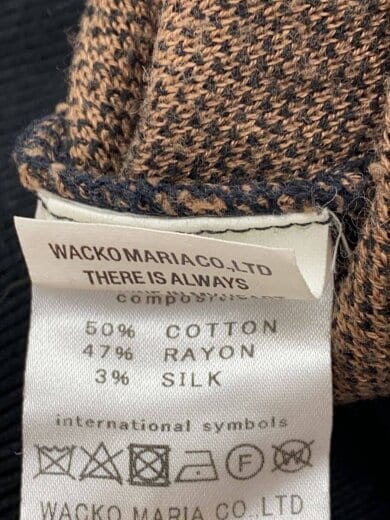 WACKO MARIA CO.,LTD
THERE IS ALWAYS
50% COTTON
47% RAYON
3% SILK
international symbols
F W
WACKO MARIA CO.,LTD